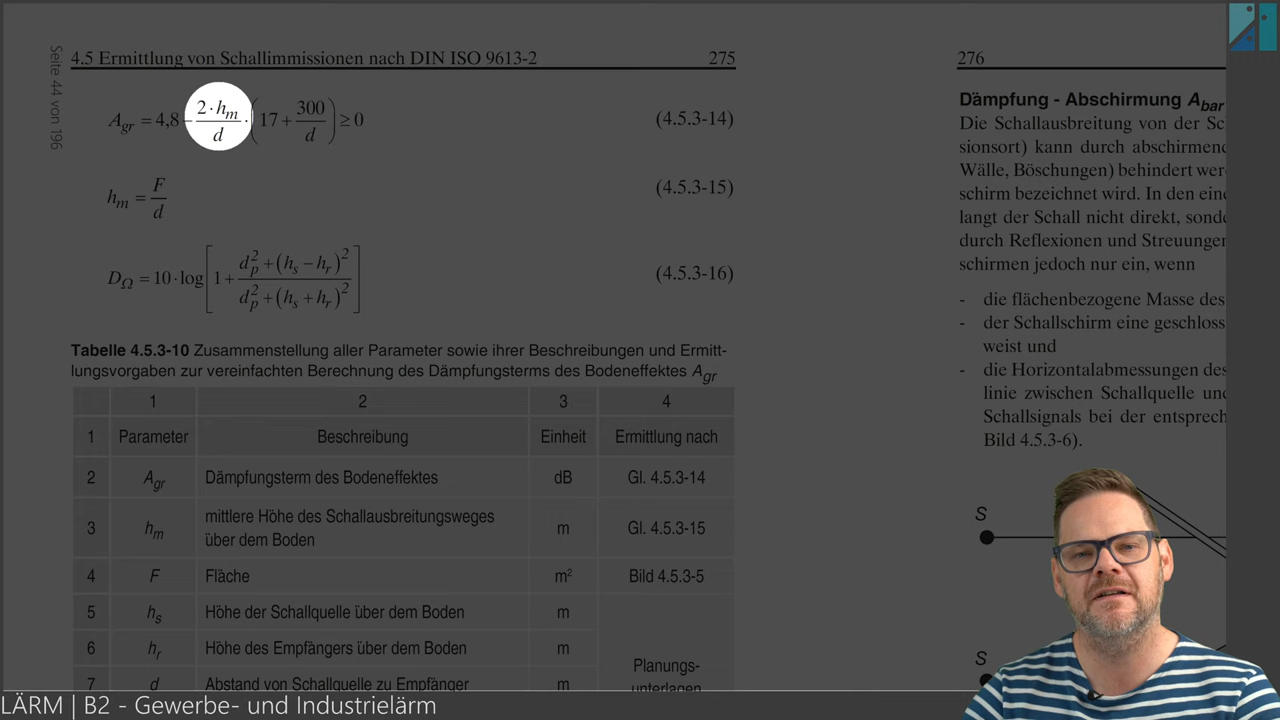 4.5 Ermittlung von Schallimmissionen nach DIN ISO 9613-2 275
Seite 44 von 196
A_gr = 4,8 − (2 · h_m / d) · (17 + 300 / d) ≥ 0 (4.5.3-14)
h_m = F / d (4.5.3-15)
D_Ω = 10 · log [1 + (d_p² + (h_s − h_r)²) / (d_p² + (h_s + h_r)²)] (4.5.3-16)
Tabelle 4.5.3-10 Zusammenstellung aller Parameter sowie ihrer Beschreibungen und Ermitt-
lungsvorgaben zur vereinfachten Berechnung des Dämpfungsterms des Bodeneffektes A_gr
1 2 3 4
1 Parameter Beschreibung Einheit Ermittlung nach
2 A_gr Dämpfungsterm des Bodeneffektes dB Gl. 4.5.3-14
3 h_m mittlere Höhe des Schallausbreitungsweges
über dem Boden m Gl. 4.5.3-15
4 F Fläche m² Bild 4.5.3-5
5 h_s Höhe der Schallquelle über dem Boden m
6 h_r Höhe des Empfängers über dem Boden m
Planungs-
unterlagen
7 d Abstand von Schallquelle zu Empfänger m
276
Dämpfung - Abschirmung A_bar
Die Schallausbreitung von der Sc
sionsort) kann durch abschirmend
Wälle, Böschungen) behindert wer
schirm bezeichnet wird. In den eine
langt der Schall nicht direkt, sonde
durch Reflexionen und Streuunger
schirmen jedoch nur ein, wenn
- die flächenbezogene Masse des
- der Schallschirm eine geschloss
weist und
- die Horizontalabmessungen des
linie zwischen Schallquelle und
Schallsignals bei der entsprech
Bild 4.5.3-6).
S
S
LÄRM | B2 - Gewerbe- und Industrielärm